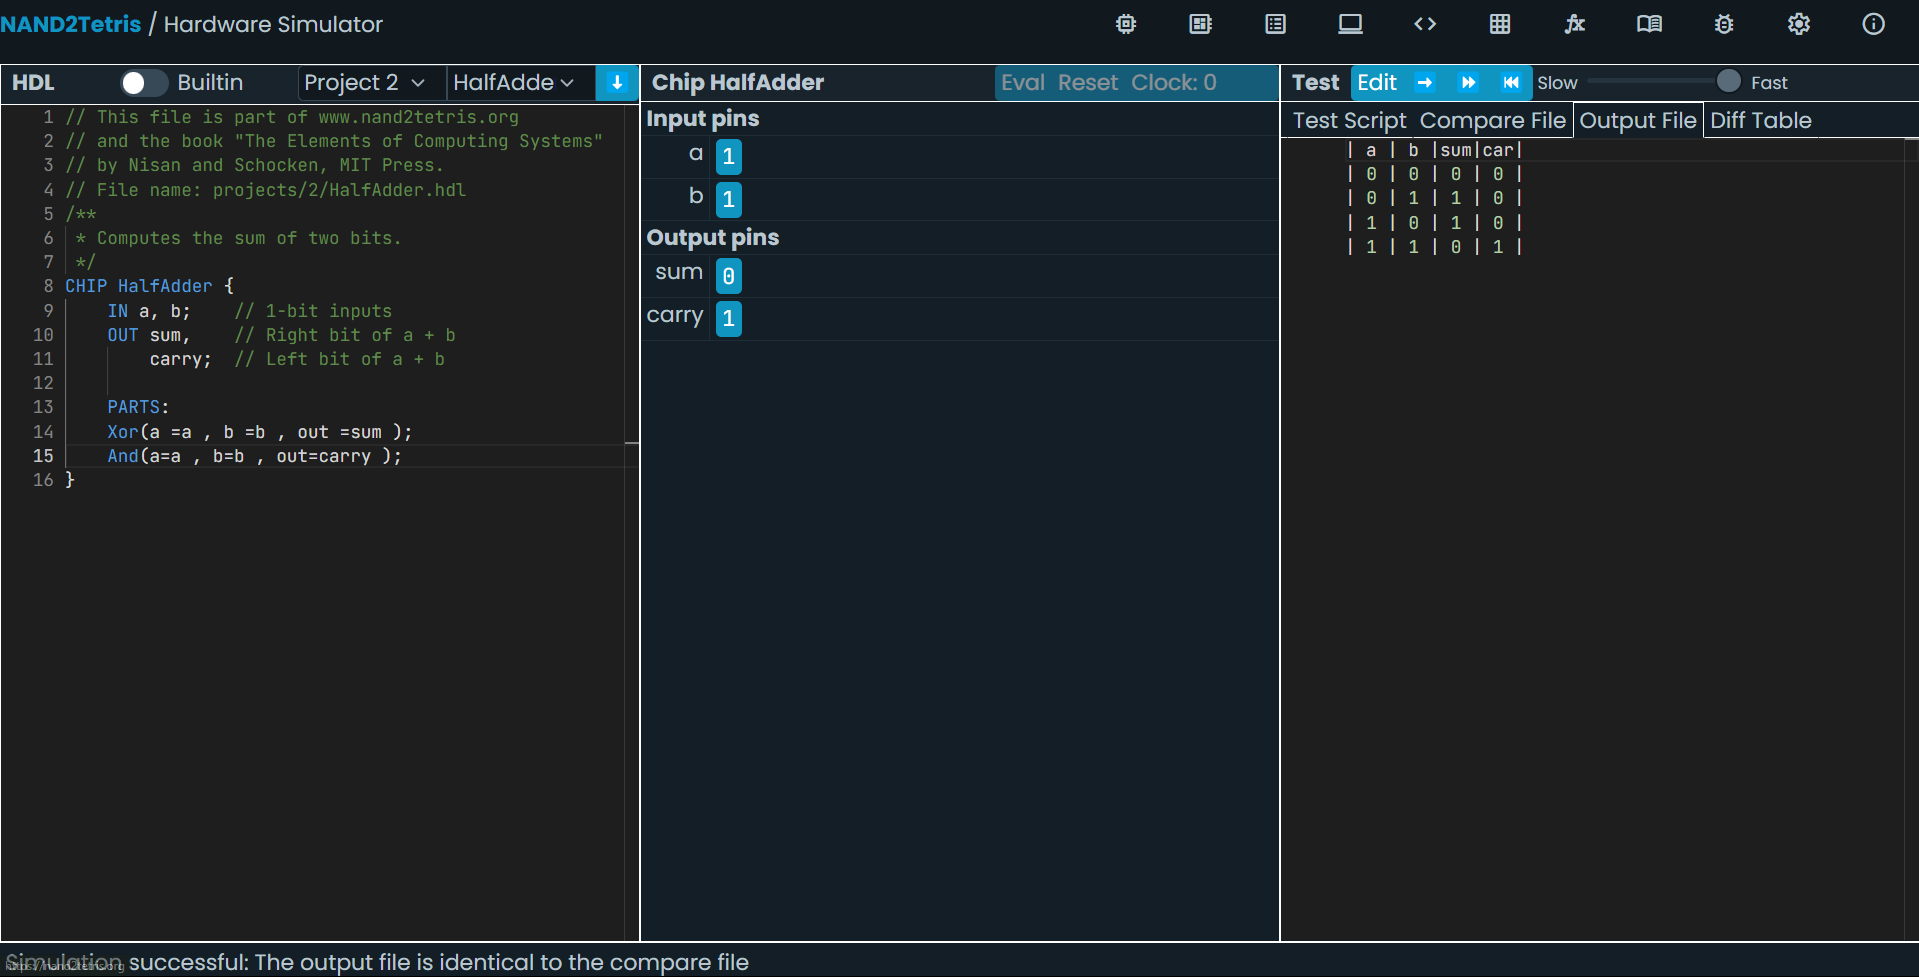 NAND2Tetris / Hardware Simulator
HDL Builtin Project 2 HalfAdde
1 // This file is part of www.nand2tetris.org
2 // and the book "The Elements of Computing Systems"
3 // by Nisan and Schocken, MIT Press.
4 // File name: projects/2/HalfAdder.hdl
5 /**
6 * Computes the sum of two bits.
7 */
8 CHIP HalfAdder {
9 IN a, b; // 1-bit inputs
10 OUT sum, // Right bit of a + b
11 carry; // Left bit of a + b
12
13 PARTS:
14 Xor(a =a , b =b , out =sum );
15 And(a=a , b=b , out=carry );
16 }
Chip HalfAdder Eval Reset Clock: 0
Input pins
a 1
b 1
Output pins
sum 0
carry 1
Test Edit Slow Fast
Test Script Compare File Output File Diff Table
| a | b |sum|car|
| 0 | 0 | 0 | 0 |
| 0 | 1 | 1 | 0 |
| 1 | 0 | 1 | 0 |
| 1 | 1 | 0 | 1 |
Simulation successful: The output file is identical to the compare file
https://nand2tetris.org